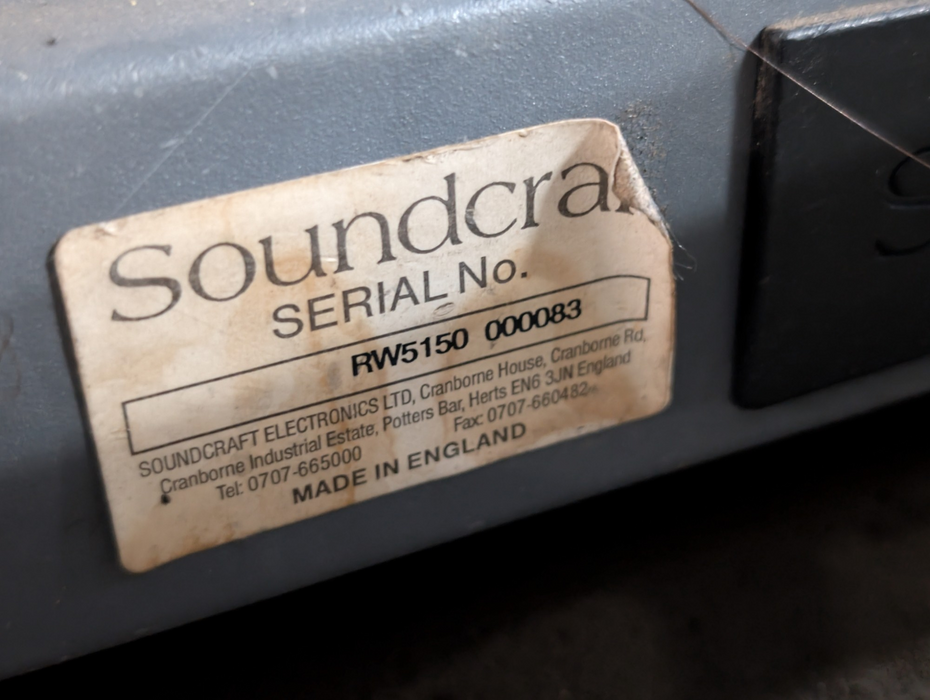 Soundcra
SERIAL No.
RW5150 000083
SOUNDCRAFT ELECTRONICS LTD, Cranborne House, Cranborne Rd,
Cranborne Industrial Estate, Potters Bar, Herts EN6 3JN England
Tel: 0707-665000 Fax: 0707-660482
MADE IN ENGLAND